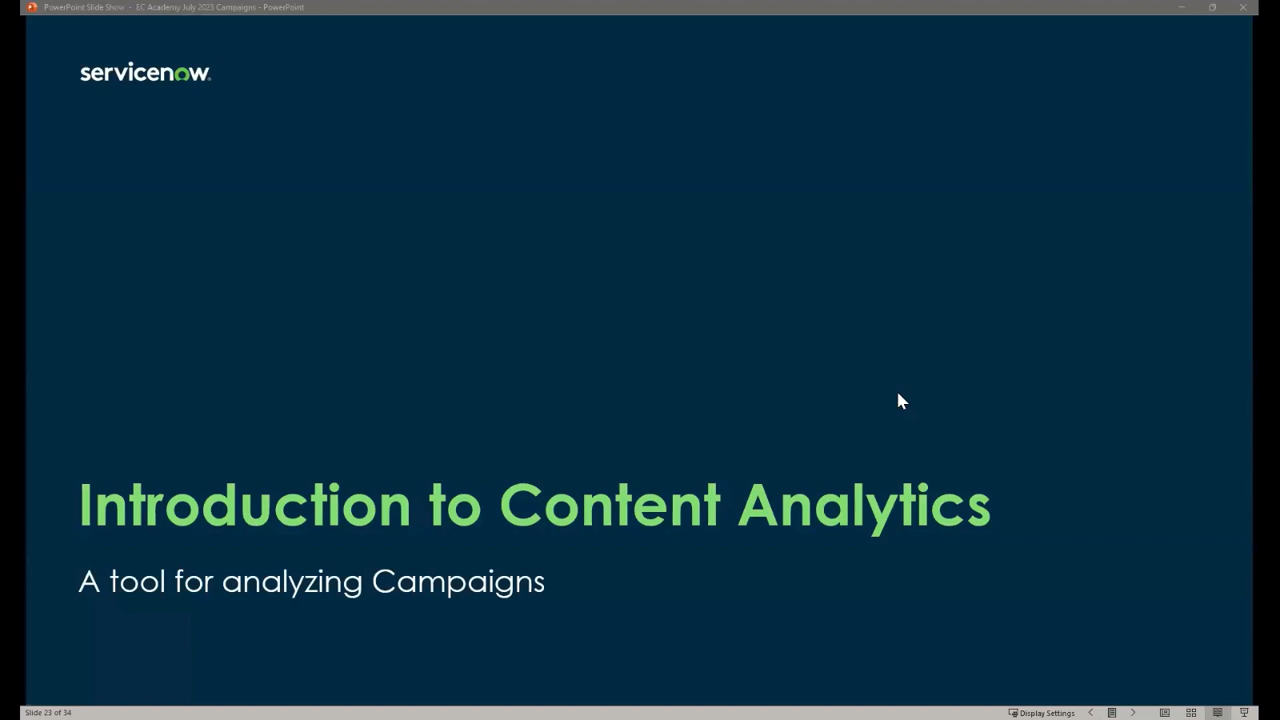 PowerPoint Slide Show - EC Academy July 2023 Campaigns - PowerPoint
servicenow.
Introduction to Content Analytics
A tool for analyzing Campaigns
Slide 23 of 34
Display Settings